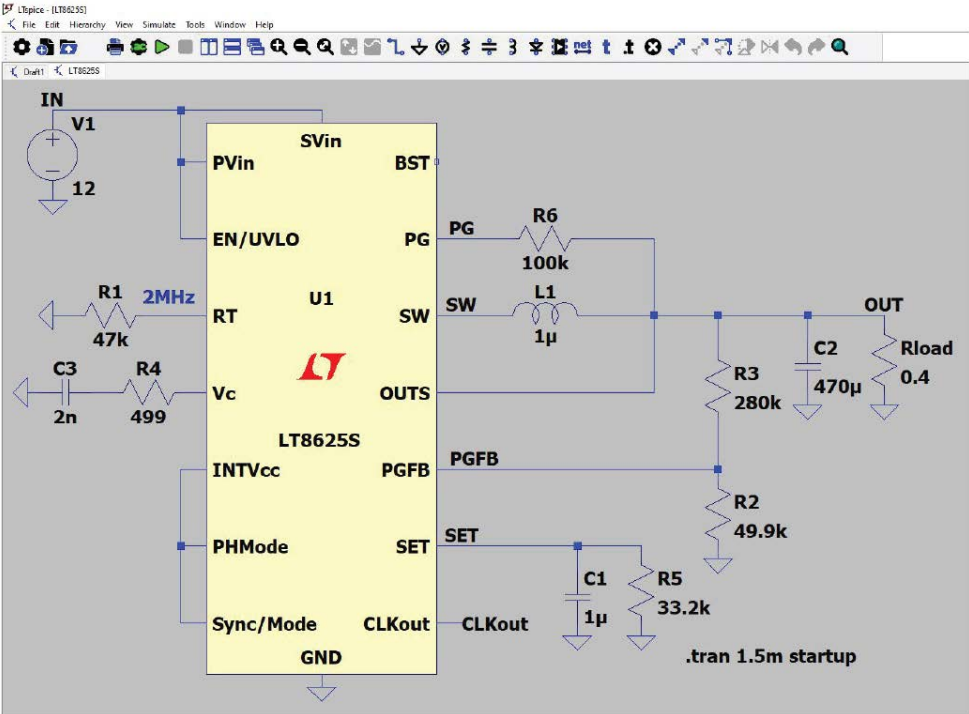 LTspice - [LT8625S]
File Edit Hierarchy View Simulate Tools Window Help
net t .t
Draft1 LT8625S
IN
V1
12
SVin
PVin
BST
EN/UVLO
PG
PG
R6
100k
R1
47k
2MHz
RT
U1
SW
SW
L1
1µ
OUT
C3
2n
R4
499
Vc
OUTS
R3
280k
C2
470µ
Rload
0.4
LT8625S
INTVcc
PGFB
PGFB
R2
49.9k
PHMode
SET
SET
C1
1µ
R5
33.2k
Sync/Mode
CLKout
CLKout
GND
.tran 1.5m startup